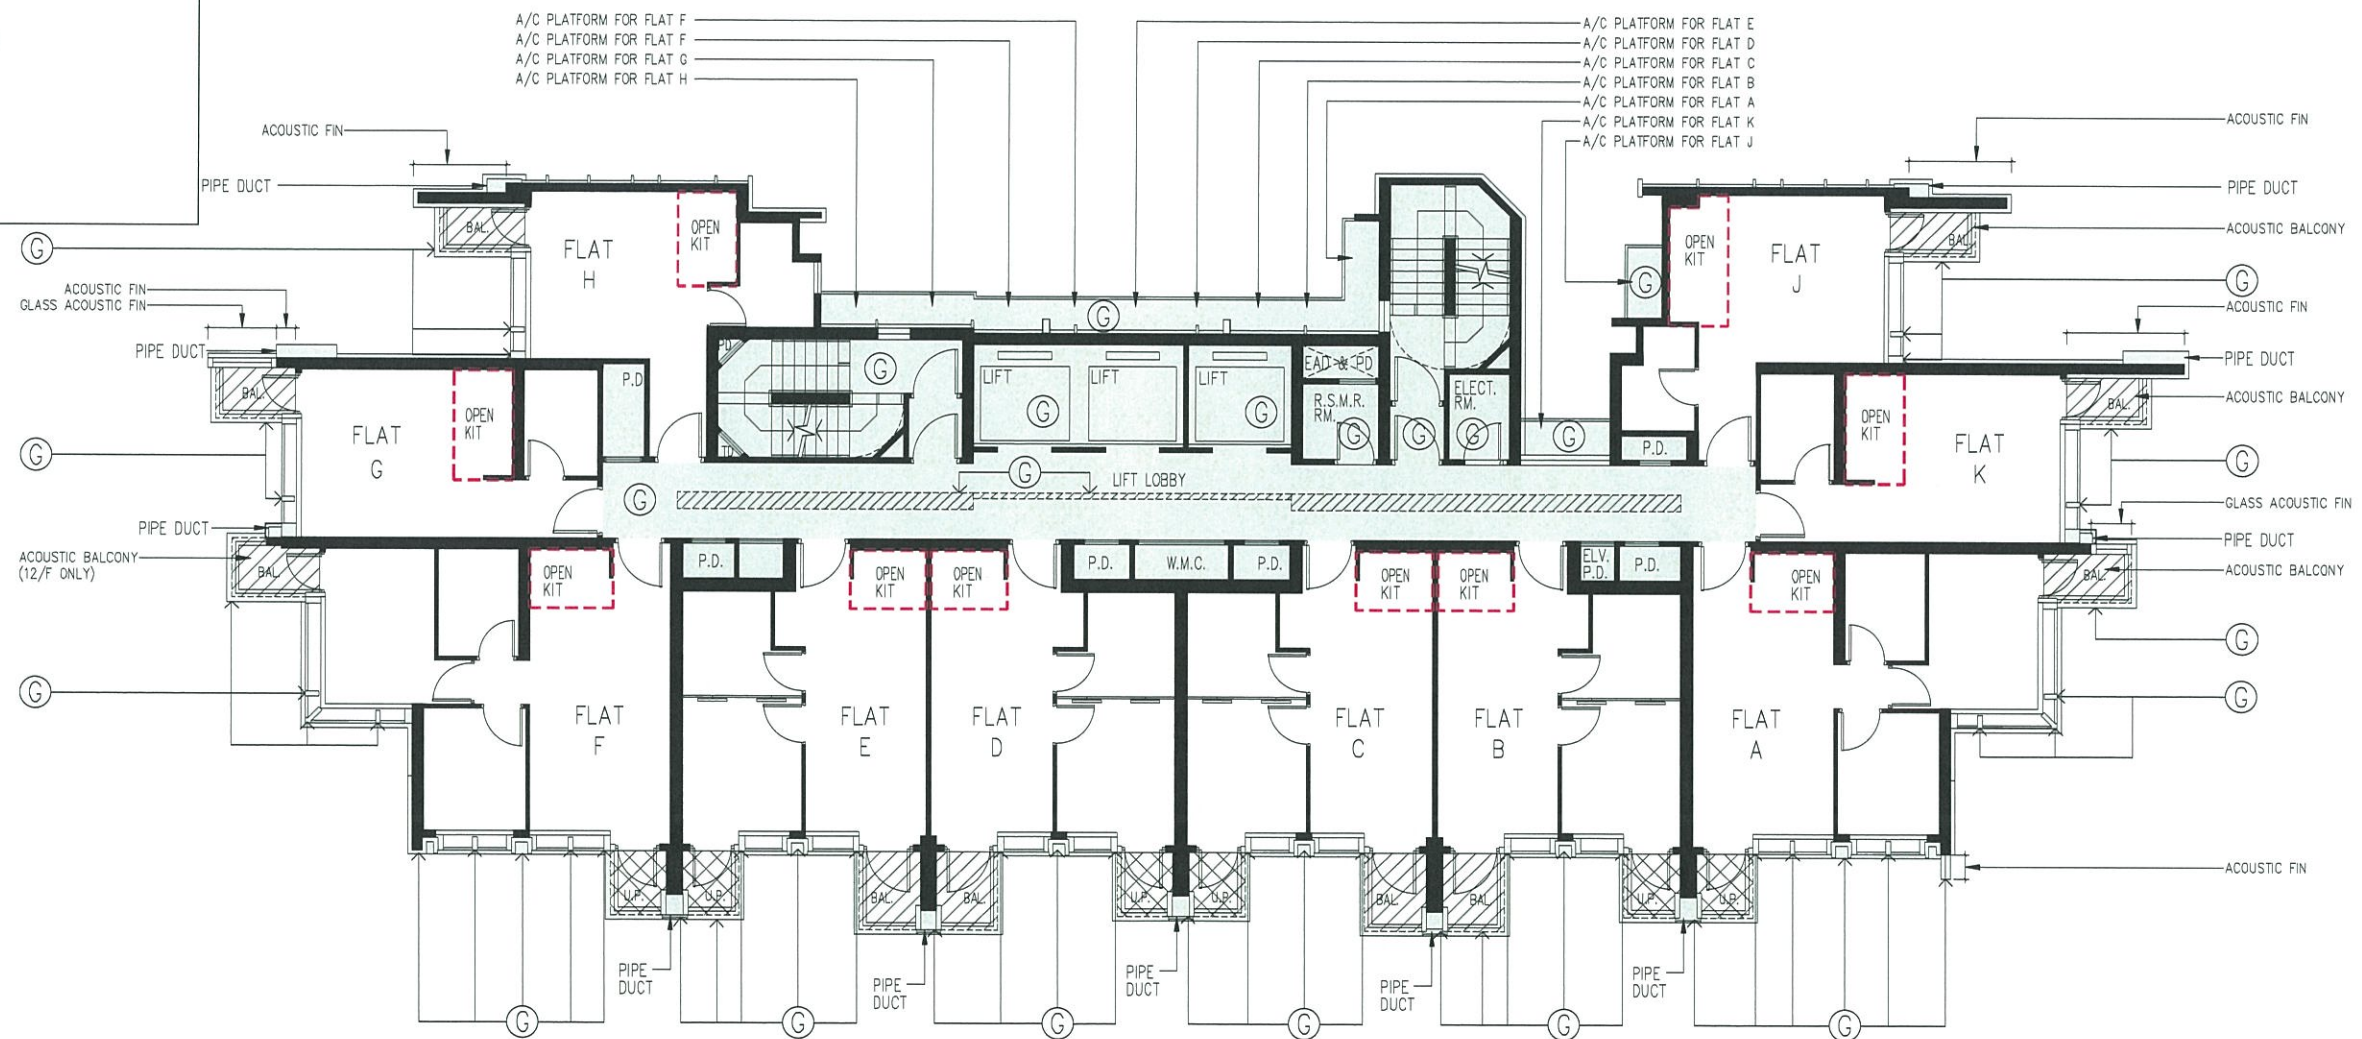 A/C PLATFORM FOR FLAT F
A/C PLATFORM FOR FLAT F
A/C PLATFORM FOR FLAT G
A/C PLATFORM FOR FLAT H
A/C PLATFORM FOR FLAT E
A/C PLATFORM FOR FLAT D
A/C PLATFORM FOR FLAT C
A/C PLATFORM FOR FLAT B
A/C PLATFORM FOR FLAT A
A/C PLATFORM FOR FLAT K
A/C PLATFORM FOR FLAT J
ACOUSTIC FIN
PIPE DUCT
G
ACOUSTIC FIN
GLASS ACOUSTIC FIN
PIPE DUCT
G
PIPE DUCT
ACOUSTIC BALCONY
(12/F ONLY)
G
BAL.
FLAT
H
OPEN
KIT
BAL.
FLAT
G
OPEN
KIT
P.D
PD
G
LIFT
LIFT
G
LIFT
G
G
EAD & PD
R.S.M.R.
RM.
G
G
ELECT.
RM.
G
G
G
P.D.
OPEN
KIT
FLAT
J
BAL
ACOUSTIC FIN
PIPE DUCT
ACOUSTIC BALCONY
G
ACOUSTIC FIN
PIPE DUCT
ACOUSTIC BALCONY
G
GLASS ACOUSTIC FIN
PIPE DUCT
ACOUSTIC BALCONY
G
G
ACOUSTIC FIN
OPEN
KIT
FLAT
K
BAL.
G
G
LIFT LOBBY
BAL.
OPEN
KIT
FLAT
F
P.D.
OPEN
KIT
FLAT
E
OPEN
KIT
FLAT
D
P.D.
W.M.C.
P.D.
OPEN
KIT
FLAT
C
OPEN
KIT
FLAT
B
ELV.
P.D.
P.D.
OPEN
KIT
FLAT
A
BAL.
U.P.
U.P.
BAL.
BAL.
U.P.
U.P.
BAL.
BAL
U.P.
U.P.
PIPE
DUCT
PIPE
DUCT
PIPE
DUCT
PIPE
DUCT
PIPE
DUCT
G
G
G
G
G
G